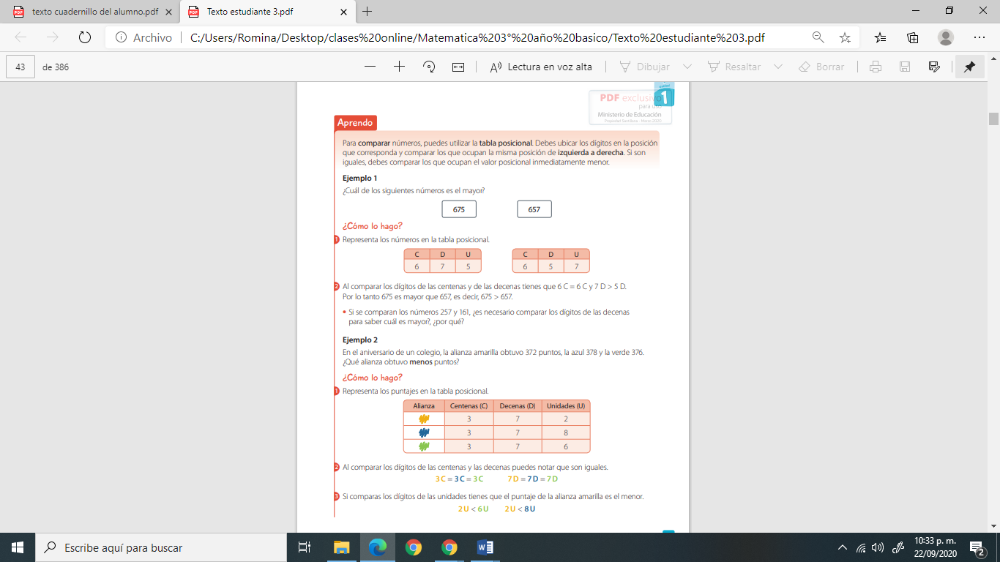 texto cuadernillo del alumno.pdf
Texto estudiante 3.pdf
Archivo
C:/Users/Romina/Desktop/clases%20online/Matematica%203°%20año%20basico/Texto%20estudiante%203.pdf
43 de 386
Lectura en voz alta
Dibujar
Resaltar
Borrar
unidad
1
PDF exclusivo
para uso
Ministerio de Educación
Propiedad Santillana - Marzo 2020
Aprendo
Para comparar números, puedes utilizar la tabla posicional. Debes ubicar los dígitos en la posición
que corresponda y comparar los que ocupan la misma posición de izquierda a derecha. Si son
iguales, debes comparar los que ocupan el valor posicional inmediatamente menor.
Ejemplo 1
¿Cuál de los siguientes números es el mayor?
675 657
¿Cómo lo hago?
1 Representa los números en la tabla posicional.
C D U C D U
6 7 5 6 5 7
2 Al comparar los dígitos de las centenas y de las decenas tienes que 6 C = 6 C y 7 D > 5 D.
Por lo tanto 675 es mayor que 657, es decir, 675 > 657.
• Si se comparan los números 257 y 161, ¿es necesario comparar los dígitos de las decenas
para saber cuál es mayor?, ¿por qué?
Ejemplo 2
En el aniversario de un colegio, la alianza amarilla obtuvo 372 puntos, la azul 378 y la verde 376.
¿Qué alianza obtuvo menos puntos?
¿Cómo lo hago?
1 Representa los puntajes en la tabla posicional.
Alianza Centenas (C) Decenas (D) Unidades (U)
3 7 2
3 7 8
3 7 6
2 Al comparar los dígitos de las centenas y las decenas puedes notar que son iguales.
3 C = 3 C = 3 C 7 D = 7 D = 7 D
3 Si comparas los dígitos de las unidades tienes que el puntaje de la alianza amarilla es el menor.
2 U < 6 U 2 U < 8 U
Escribe aquí para buscar
10:33 p. m.
22/09/2020
2